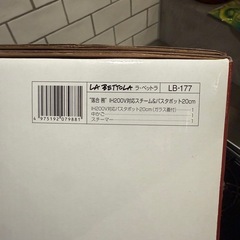 LA BETTOLA ラ・ベットラ LB-177
"落合 務" IH200V対応スチーム&パスタポット20cm
IH200V対応パスタポット20cm(ガラス蓋付) 1
中かご 1
スチーマー 1
4 975192 079881